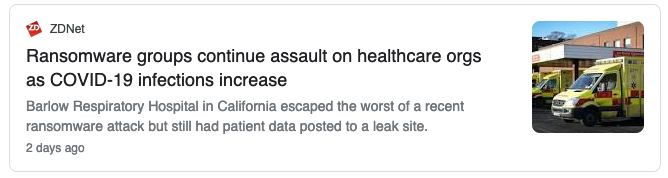 ZDNet
Ransomware groups continue assault on healthcare orgs
as COVID-19 infections increase
Barlow Respiratory Hospital in California escaped the worst of a recent
ransomware attack but still had patient data posted to a leak site.
2 days ago